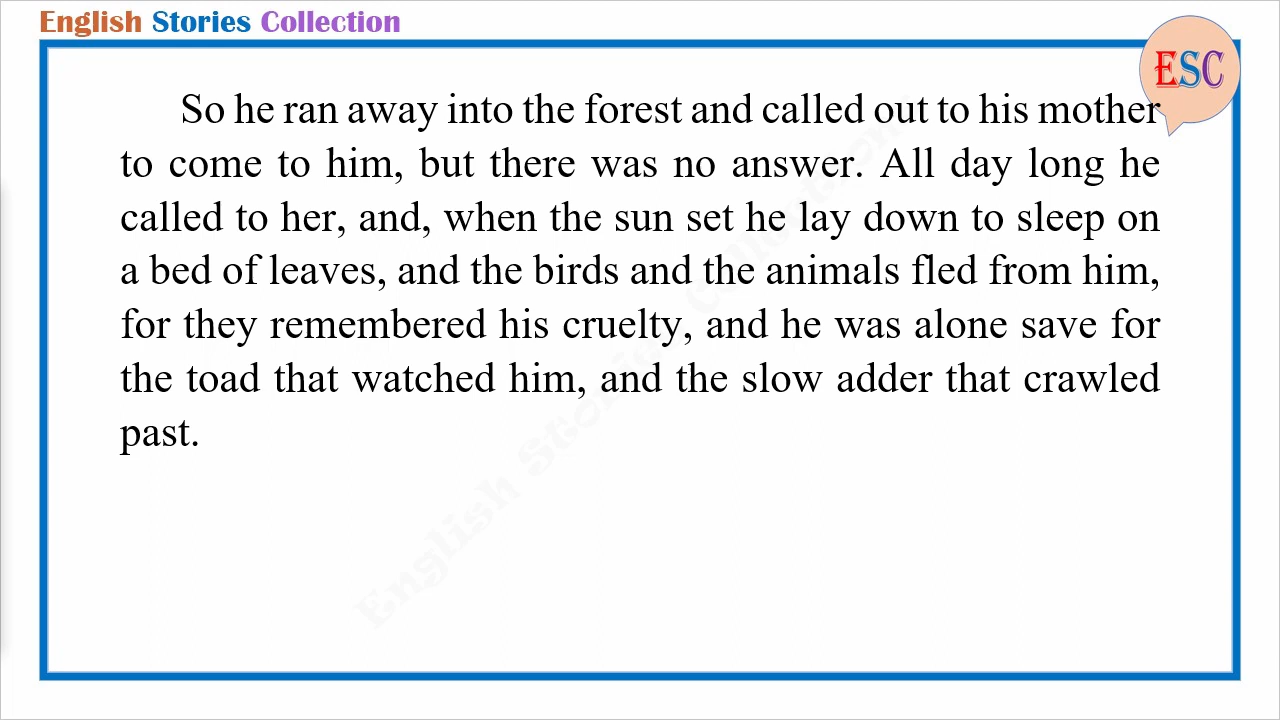 English Stories Collection
ESC
So he ran away into the forest and called out to his mother
to come to him, but there was no answer. All day long he
called to her, and, when the sun set he lay down to sleep on
a bed of leaves, and the birds and the animals fled from him,
for they remembered his cruelty, and he was alone save for
the toad that watched him, and the slow adder that crawled
past.
English Stories Collection